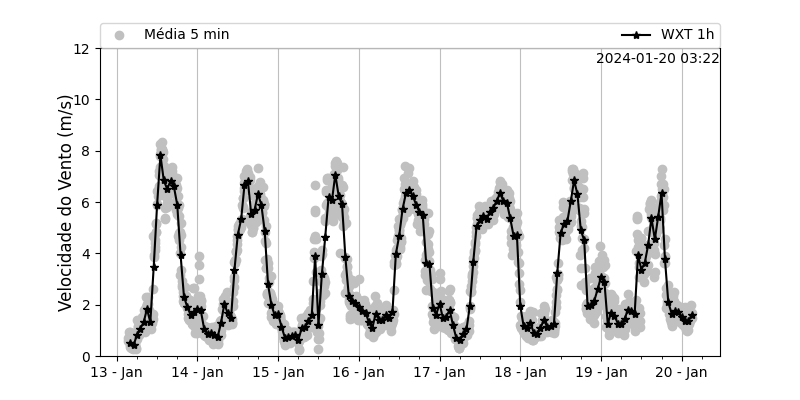 Média 5 min
WXT 1h
2024-01-20 03:22
Velocidade do Vento (m/s)
12
10
8
6
4
2
0
13 - Jan
14 - Jan
15 - Jan
16 - Jan
17 - Jan
18 - Jan
19 - Jan
20 - Jan